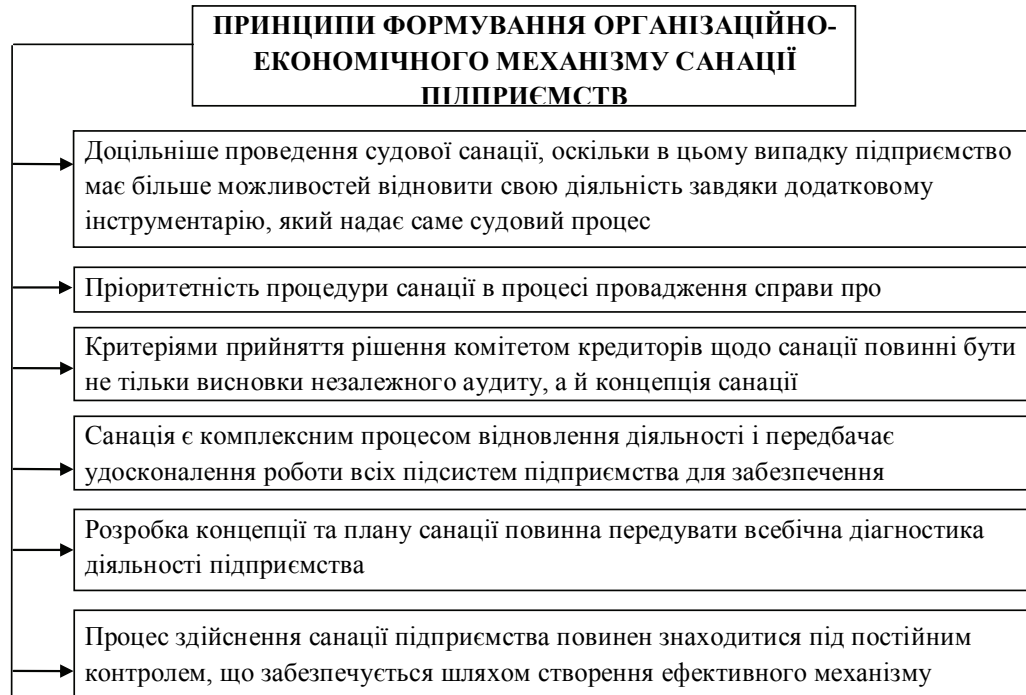 ПРИНЦИПИ ФОРМУВАННЯ ОРГАНІЗАЦІЙНО-
ЕКОНОМІЧНОГО МЕХАНІЗМУ САНАЦІЇ
ПІДПРИЄМСТВ
Доцільніше проведення судової санації, оскільки в цьому випадку підприємство
має більше можливостей відновити свою діяльність завдяки додатковому
інструментарію, який надає саме судовий процес
Пріоритетність процедури санації в процесі провадження справи про
Критеріями прийняття рішення комітетом кредиторів щодо санації повинні бути
не тільки висновки незалежного аудиту, а й концепція санації
Санація є комплексним процесом відновлення діяльності і передбачає
удосконалення роботи всіх підсистем підприємства для забезпечення
Розробка концепції та плану санації повинна передувати всебічна діагностика
діяльності підприємства
Процес здійснення санації підприємства повинен знаходитися під постійним
контролем, що забезпечується шляхом створення ефективного механізму